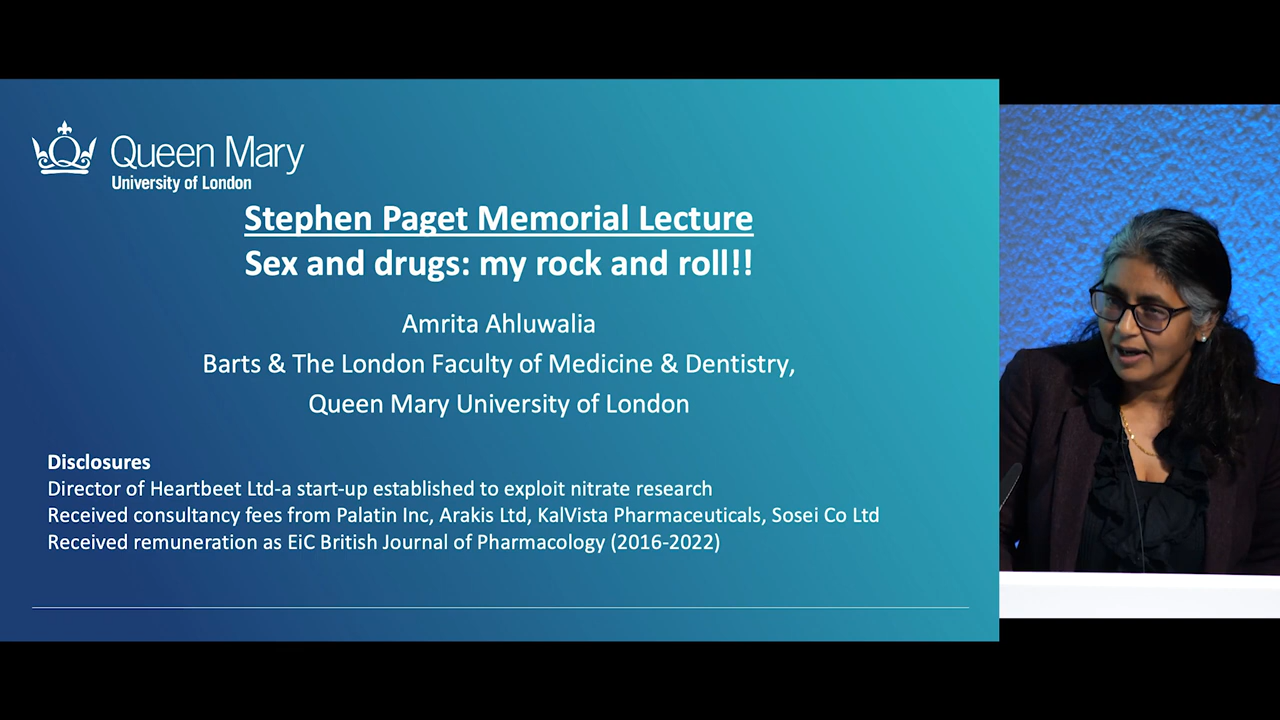 Queen Mary
University of London
Stephen Paget Memorial Lecture
Sex and drugs: my rock and roll!!
Amrita Ahluwalia
Barts & The London Faculty of Medicine & Dentistry,
Queen Mary University of London
Disclosures
Director of Heartbeet Ltd-a start-up established to exploit nitrate research
Received consultancy fees from Palatin Inc, Arakis Ltd, KalVista Pharmaceuticals, Sosei Co Ltd
Received remuneration as EiC British Journal of Pharmacology (2016-2022)